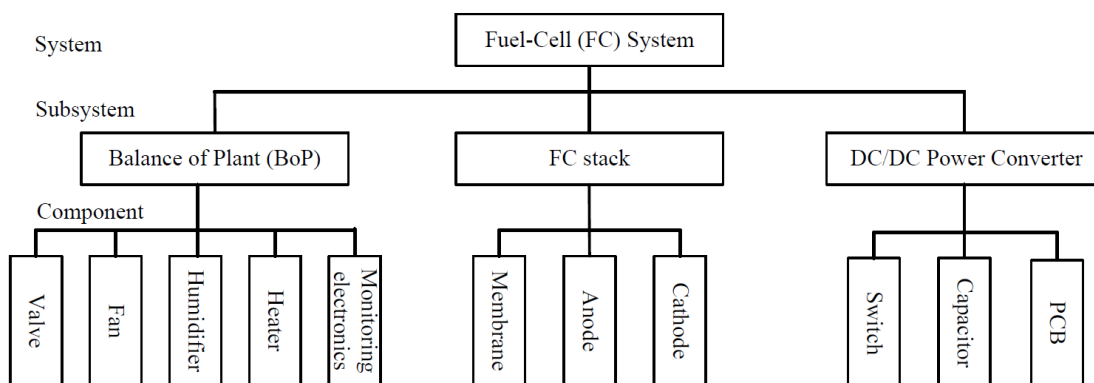 System
Fuel-Cell (FC) System
Subsystem
Balance of Plant (BoP)
FC stack
DC/DC Power Converter
Component
Valve
Fan
Humidifier
Heater
Monitoring
electronics
Membrane
Anode
Cathode
Switch
Capacitor
PCB